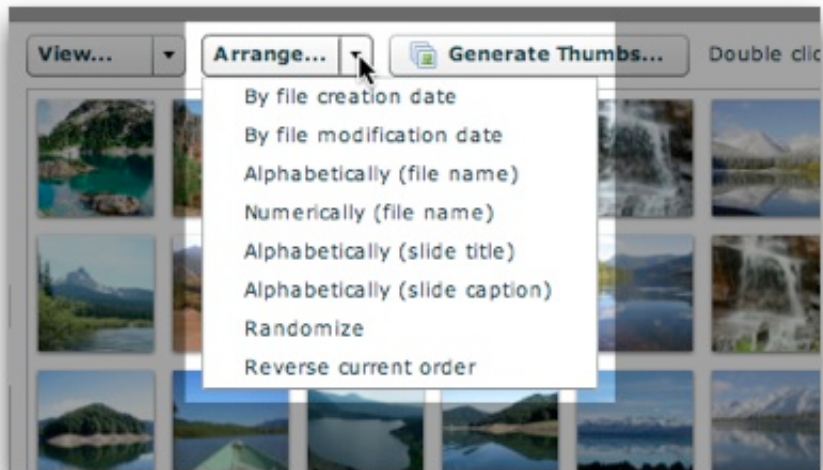 View...
Arrange...
Generate Thumbs...
Double clic
By file creation date
By file modification date
Alphabetically (file name)
Numerically (file name)
Alphabetically (slide title)
Alphabetically (slide caption)
Randomize
Reverse current order